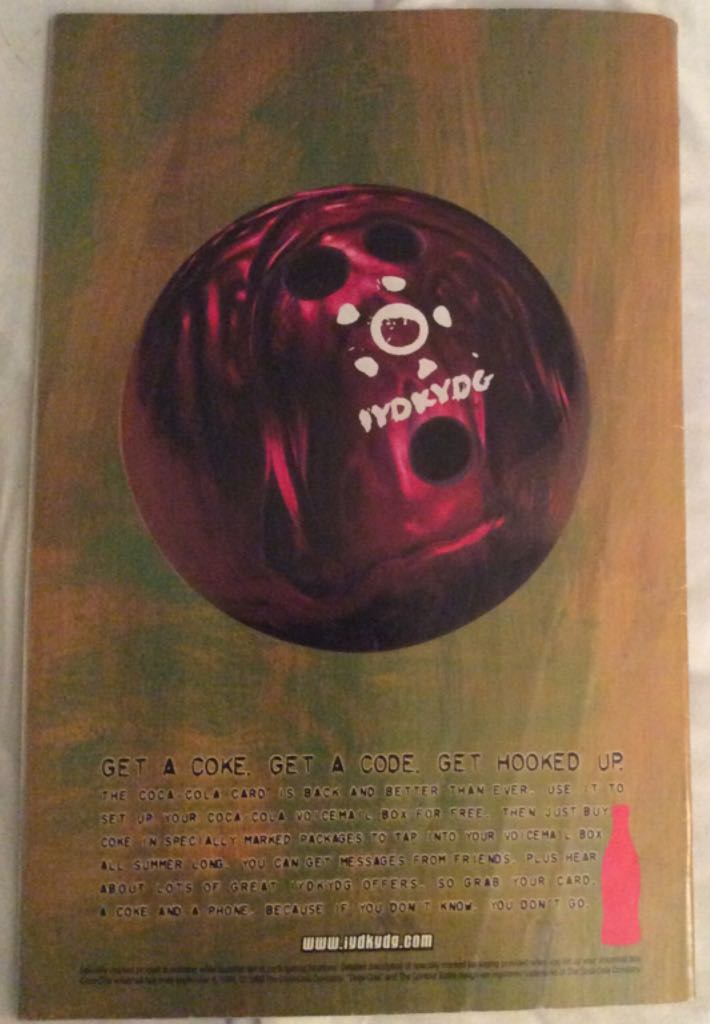 IYDKYDG
GET A COKE. GET A CODE. GET HOOKED UP.
THE COCA-COLA CARD IS BACK AND BETTER THAN EVER. USE IT TO
SET UP YOUR COCA-COLA VOICEMAIL BOX FOR FREE. THEN JUST BUY
COKE IN SPECIALLY MARKED PACKAGES TO TAP INTO YOUR VOICEMAIL BOX
ALL SUMMER LONG. YOU CAN GET MESSAGES FROM FRIENDS. PLUS HEAR
ABOUT LOTS OF GREAT IYDKYDG OFFERS. SO GRAB YOUR CARD.
A COKE AND A PHONE. BECAUSE IF YOU DON'T KNOW. YOU DON'T GO.
www.iydkydg.com